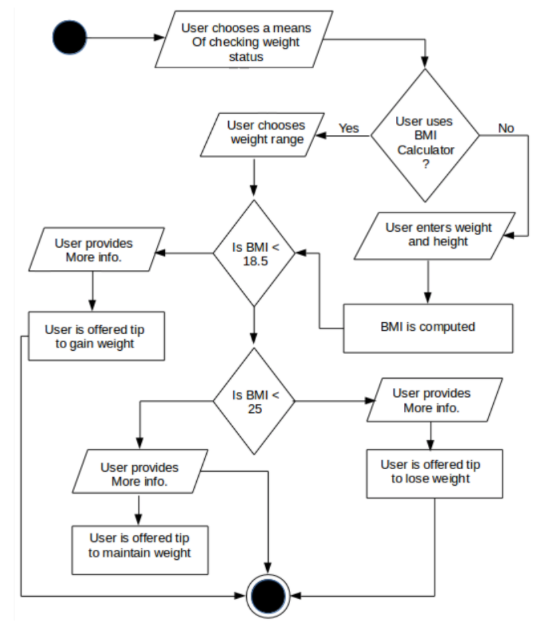 User chooses a means
Of checking weight
status
User uses
BMI
Calculator
?
Yes
No
User chooses
weight range
User enters weight
and height
Is BMI <
18.5
User provides
More info.
BMI is computed
User is offered tip
to gain weight
Is BMI <
25
User provides
More info.
User provides
More info.
User is offered tip
to lose weight
User is offered tip
to maintain weight